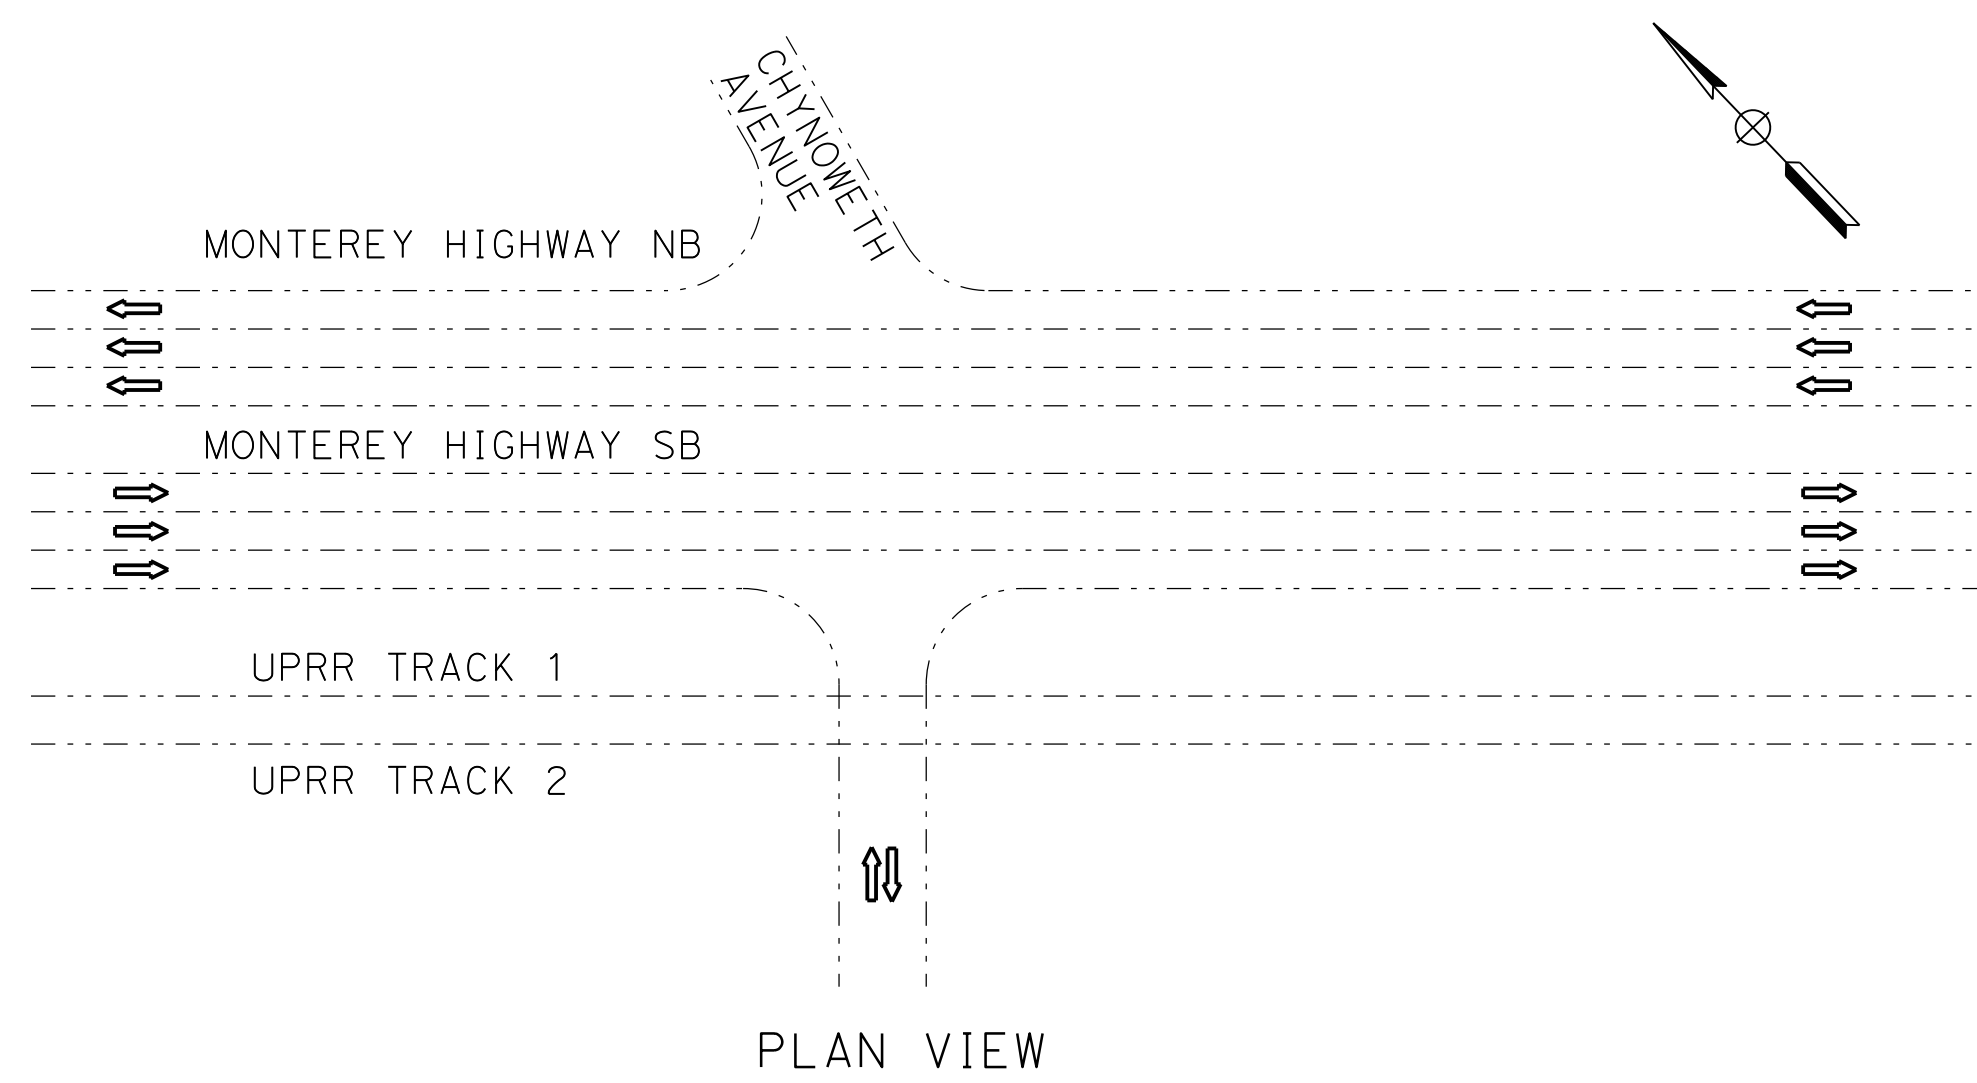 CHYNOWETH
AVENUE
MONTEREY HIGHWAY NB
MONTEREY HIGHWAY SB
UPRR TRACK 1
UPRR TRACK 2
PLAN VIEW